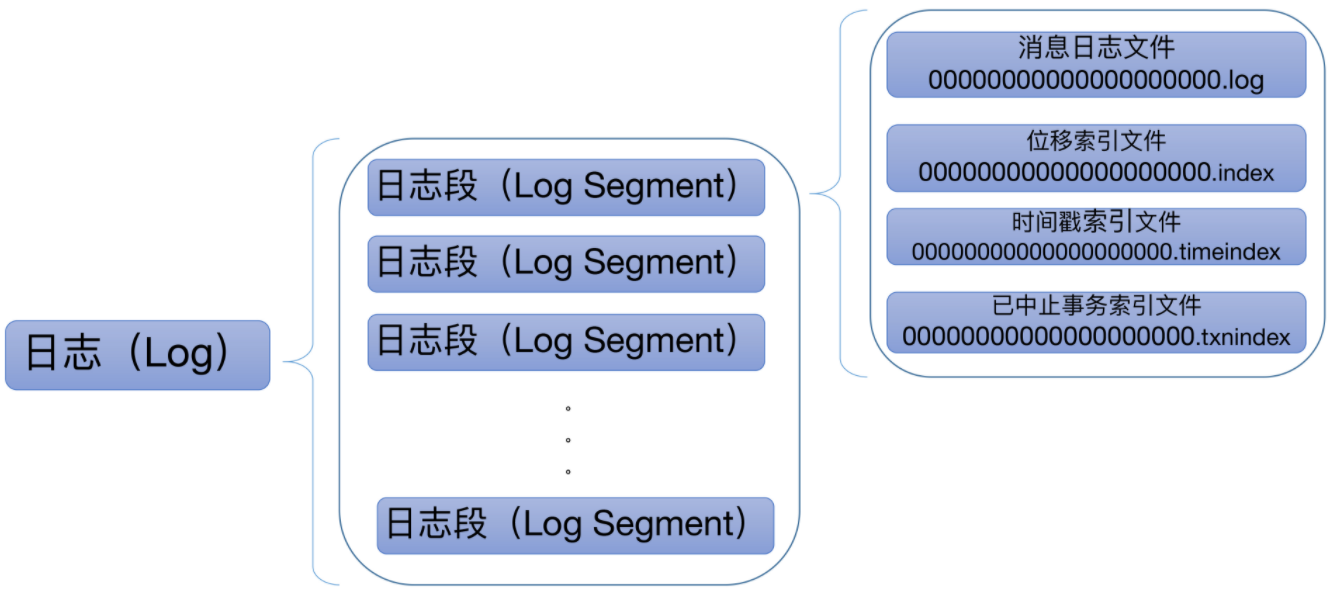 消息日志文件
00000000000000000000.log
位移索引文件
00000000000000000000.index
日志段（Log Segment）
时间戳索引文件
00000000000000000000.timeindex
日志段（Log Segment）
已中止事务索引文件
00000000000000000000.txnindex
日志（Log）
日志段（Log Segment）
。
。
。
日志段（Log Segment）